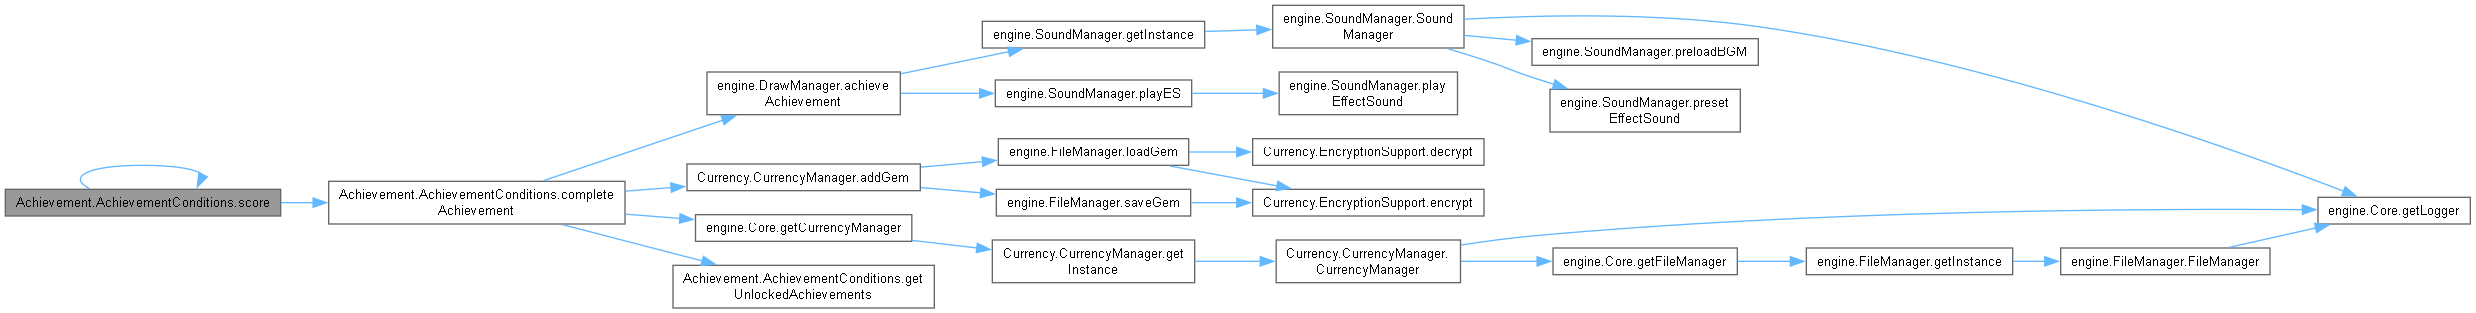 Achievement.AchievementConditions.score
Achievement.AchievementConditions.complete
Achievement
engine.DrawManager.achieve
Achievement
Currency.CurrencyManager.addGem
engine.Core.getCurrencyManager
Achievement.AchievementConditions.get
UnlockedAchievements
engine.SoundManager.getInstance
engine.SoundManager.playES
engine.FileManager.loadGem
engine.FileManager.saveGem
Currency.CurrencyManager.get
Instance
engine.SoundManager.Sound
Manager
engine.SoundManager.play
EffectSound
Currency.EncryptionSupport.decrypt
Currency.EncryptionSupport.encrypt
Currency.CurrencyManager.
CurrencyManager
engine.SoundManager.preloadBGM
engine.SoundManager.preset
EffectSound
engine.Core.getFileManager
engine.FileManager.getInstance
engine.FileManager.FileManager
engine.Core.getLogger